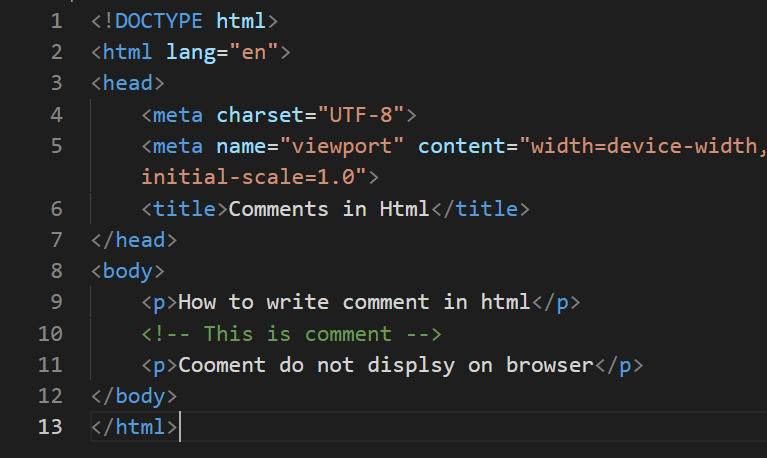 1 <!DOCTYPE html>
2 <html lang="en">
3 <head>
4     <meta charset="UTF-8">
5     <meta name="viewport" content="width=device-width,
    initial-scale=1.0">
6     <title>Comments in Html</title>
7 </head>
8 <body>
9     <p>How to write comment in html</p>
10     <!-- This is comment -->
11     <p>Cooment do not displsy on browser</p>
12 </body>
13 </html>